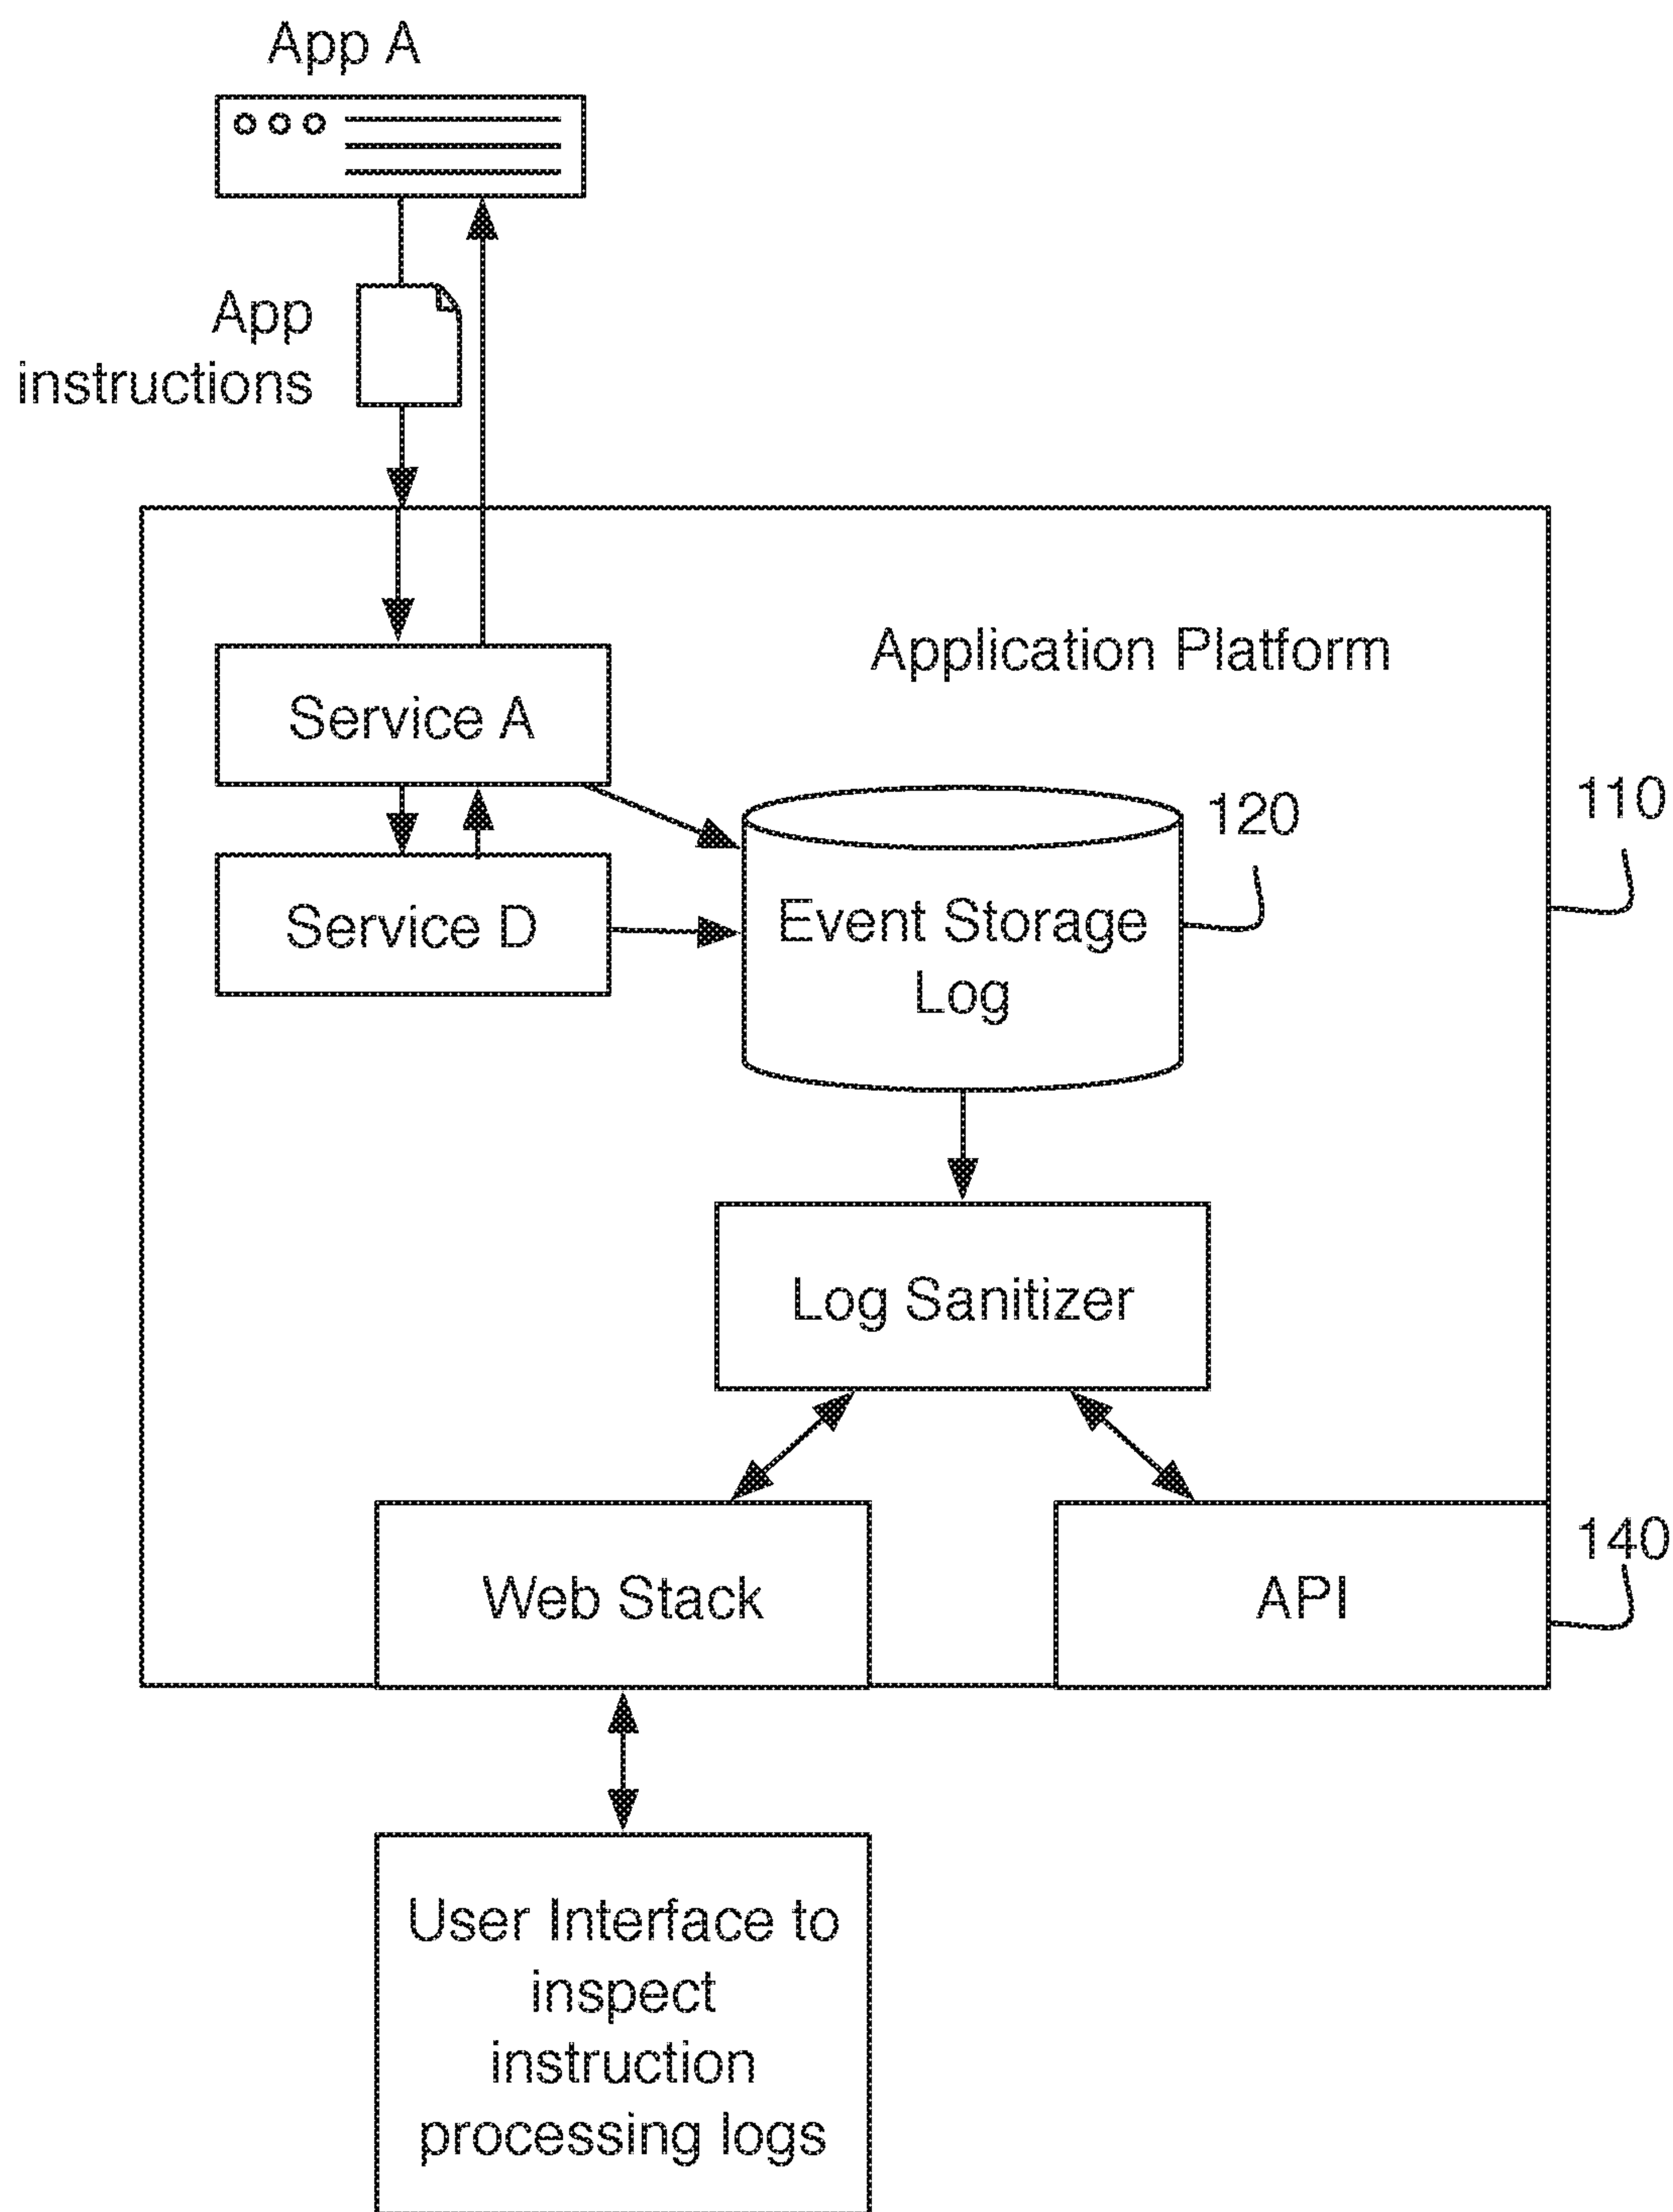 App A
App
instructions
Application Platform
Service A
110
120
Service D
Event Storage
Log
Log Sanitizer
140
Web Stack
API
User Interface to
inspect
instruction
processing logs